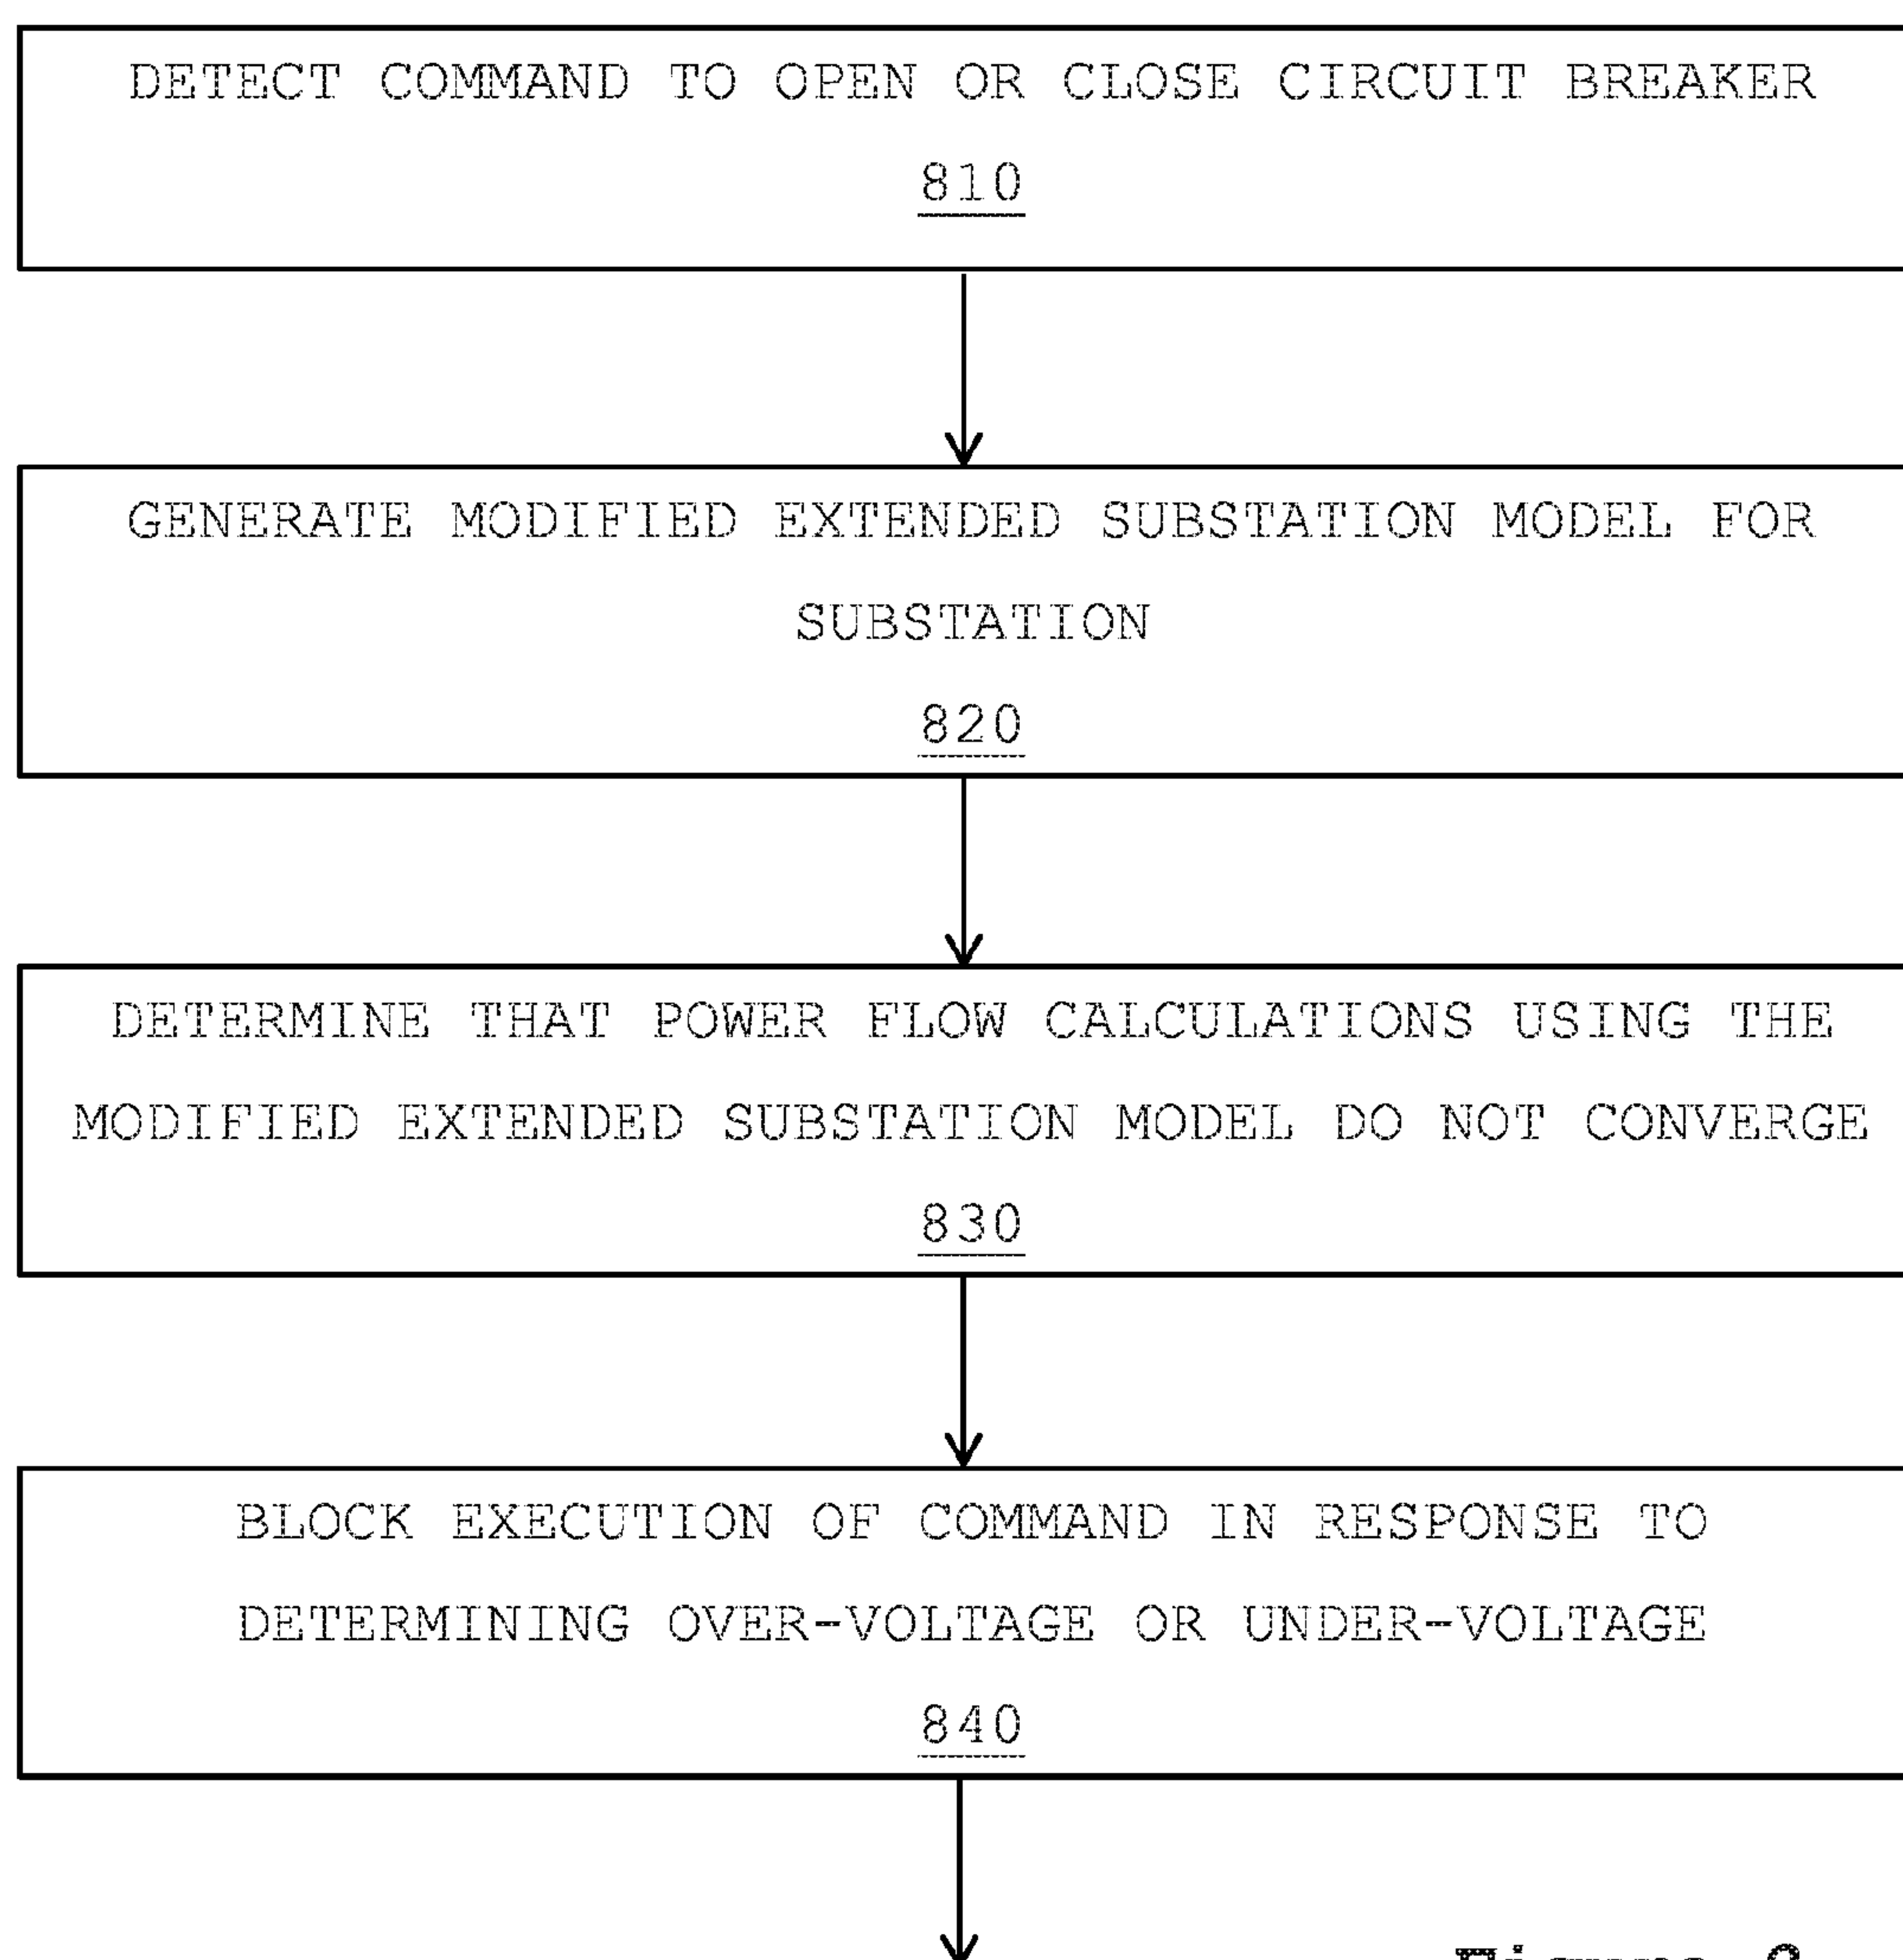 DETECT COMMAND TO OPEN OR CLOSE CIRCUIT BREAKER
810
GENERATE MODIFIED EXTENDED SUBSTATION MODEL FOR
SUBSTATION
820
DETERMINE THAT POWER FLOW CALCULATIONS USING THE
MODIFIED EXTENDED SUBSTATION MODEL DO NOT CONVERGE
830
BLOCK EXECUTION OF COMMAND IN RESPONSE TO
DETERMINING OVER-VOLTAGE OR UNDER-VOLTAGE
840
Figure